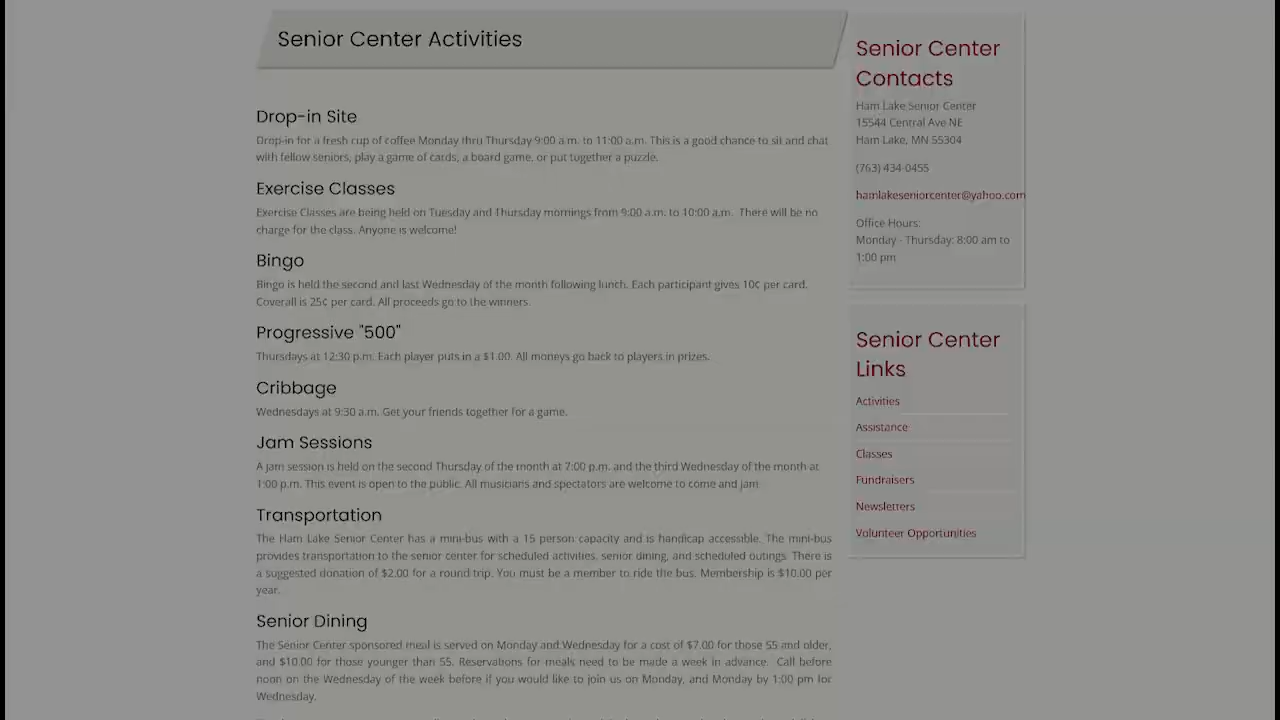 Senior Center Activities
Drop-in Site
Drop-in for a fresh cup of coffee Monday thru Thursday 9:00 a.m. to 11:00 a.m. This is a good chance to sit and chat
with fellow seniors, play a game of cards, a board game, or put together a puzzle.
Exercise Classes
Exercise Classes are being held on Tuesday and Thursday mornings from 9:00 a.m. to 10:00 a.m. There will be no
charge for the class. Anyone is welcome!
Bingo
Bingo is held the second and last Wednesday of the month following lunch. Each participant gives 10¢ per card.
Coverall is 25¢ per card. All proceeds go to the winners.
Progressive "500"
Thursdays at 12:30 p.m. Each player puts in a $1.00. All moneys go back to players in prizes.
Cribbage
Wednesdays at 9:30 a.m. Get your friends together for a game.
Jam Sessions
A jam session is held on the second Thursday of the month at 7:00 p.m. and the third Wednesday of the month at
1:00 p.m. This event is open to the public. All musicians and spectators are welcome to come and jam.
Transportation
The Ham Lake Senior Center has a mini-bus with a 15 person capacity and is handicap accessible. The mini-bus
provides transportation to the senior center for scheduled activities, senior dining, and scheduled outings. There is
a suggested donation of $2.00 for a round trip. You must be a member to ride the bus. Membership is $10.00 per
year.
Senior Dining
The Senior Center sponsored meal is served on Monday and Wednesday for a cost of $7.00 for those 55 and older,
and $10.00 for those younger than 55. Reservations for meals need to be made a week in advance. Call before
noon on the Wednesday of the week before if you would like to join us on Monday, and Monday by 1:00 pm for
Wednesday.
Senior Center
Contacts
Ham Lake Senior Center
15544 Central Ave NE
Ham Lake, MN 55304
(763) 434-0455
hamlakeseniorcenter@yahoo.com
Office Hours:
Monday - Thursday: 8:00 am to
1:00 pm
Senior Center
Links
Activities
Assistance
Classes
Fundraisers
Newsletters
Volunteer Opportunities